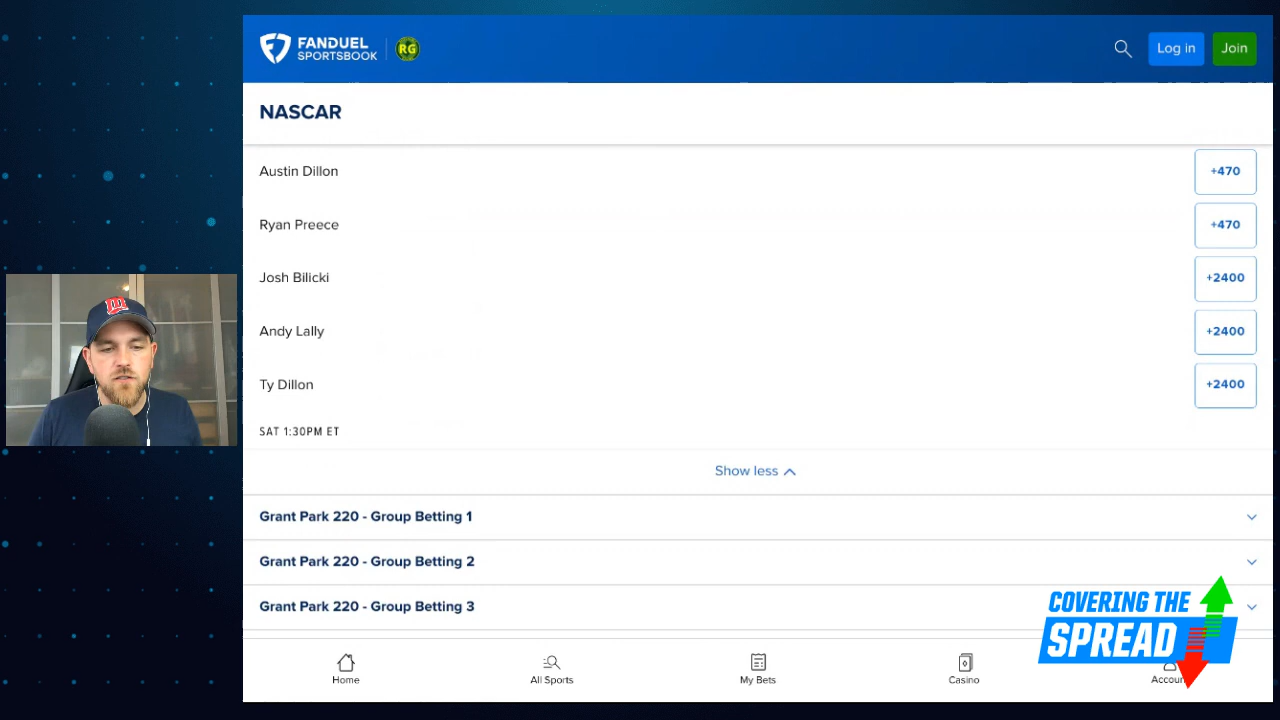 FANDUEL
SPORTSBOOK
RG
Log in
Join
NASCAR
Austin Dillon
+470
Ryan Preece
+470
Josh Bilicki
+2400
Andy Lally
+2400
Ty Dillon
+2400
SAT 1:30PM ET
Show less
Grant Park 220 - Group Betting 1
Grant Park 220 - Group Betting 2
Grant Park 220 - Group Betting 3
COVERING THE
SPREAD
Home
All Sports
My Bets
Casino
Accoun